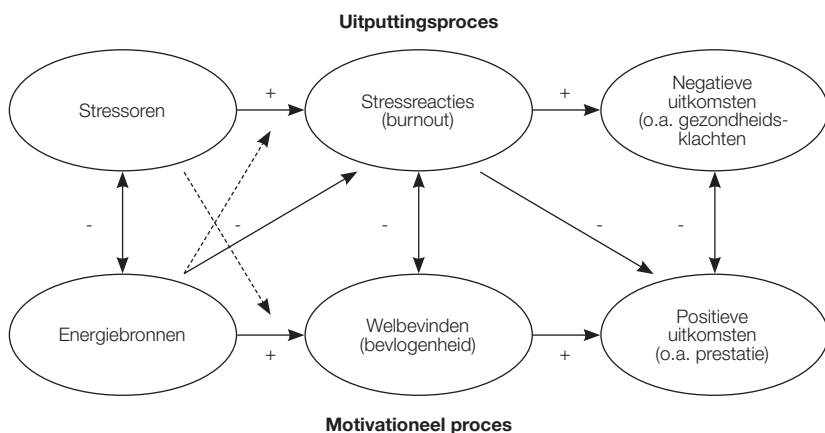 Uitputtingsproces
Stressoren
+
Stressreacties
(burnout)
+
Negatieve
uitkomsten
(o.a. gezondheids-
klachten
-
-
-
-
-
Energiebronnen
+
Welbevinden
(bevlogenheid)
+
Positieve
uitkomsten
(o.a. prestatie)
Motivationeel proces